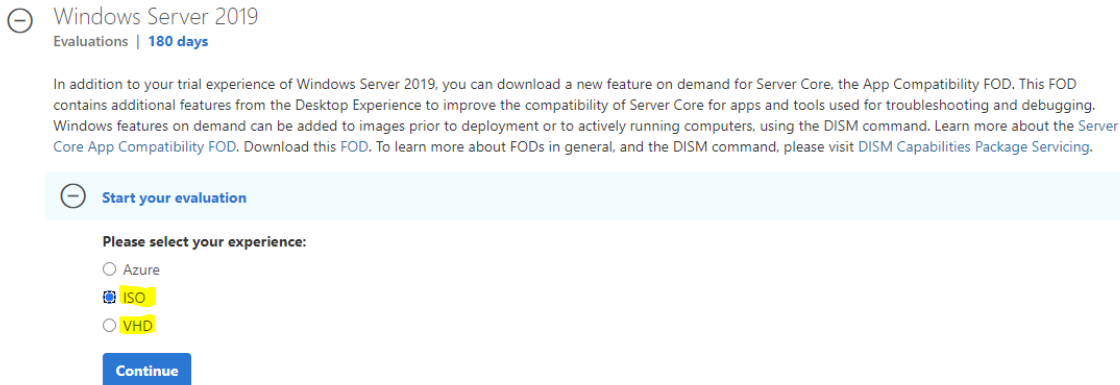 Windows Server 2019
Evaluations | 180 days
In addition to your trial experience of Windows Server 2019, you can download a new feature on demand for Server Core, the App Compatibility FOD. This FOD
contains additional features from the Desktop Experience to improve the compatibility of Server Core for apps and tools used for troubleshooting and debugging.
Windows features on demand can be added to images prior to deployment or to actively running computers, using the DISM command. Learn more about the Server
Core App Compatibility FOD. Download this FOD. To learn more about FODs in general, and the DISM command, please visit DISM Capabilities Package Servicing.
Start your evaluation
Please select your experience:
Azure
ISO
VHD
Continue